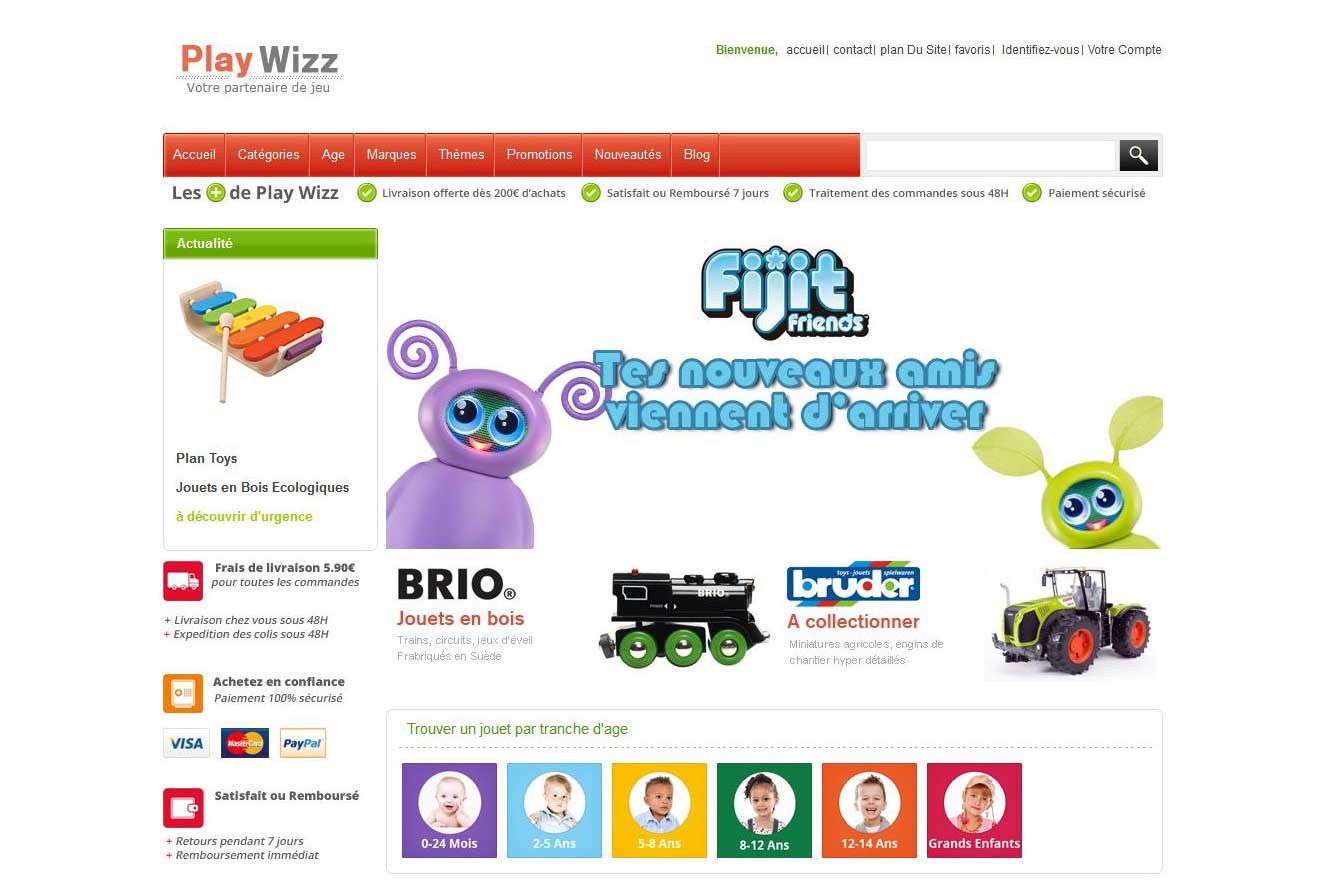 Play Wizz
Votre partenaire de jeu
Bienvenue, accueil| contact| plan Du Site| favoris| Identifiez-vous| Votre Compte
Accueil Catégories Age Marques Thèmes Promotions Nouveautés Blog
Les + de Play Wizz Livraison offerte dès 200€ d'achats Satisfait ou Remboursé 7 jours Traitement des commandes sous 48H Paiement sécurisé
Actualité
Plan Toys
Jouets en Bois Ecologiques
à découvrir d'urgence
Fijit
friends
Tes nouveaux amis
viennent d'arriver
Frais de livraison 5.90€
pour toutes les commandes
+ Livraison chez vous sous 48H
+ Expedition des colis sous 48H
Achetez en confiance
Paiement 100% sécurisé
VISA MasterCard PayPal
Satisfait ou Remboursé
+ Retours pendant 7 jours
+ Remboursement immédiat
BRIO®
Jouets en bois
Trains, circuits, jeux d'éveil
Frabriqués en Suède
BRIO
POWER
toys · jouets spielwaren
bruder
A collectionner
Miniatures agricoles, engins de
chantier hyper détaillés
Trouver un jouet par tranche d'age
0-24 Mois 2-5 Ans 5-8 Ans 8-12 Ans 12-14 Ans Grands Enfants